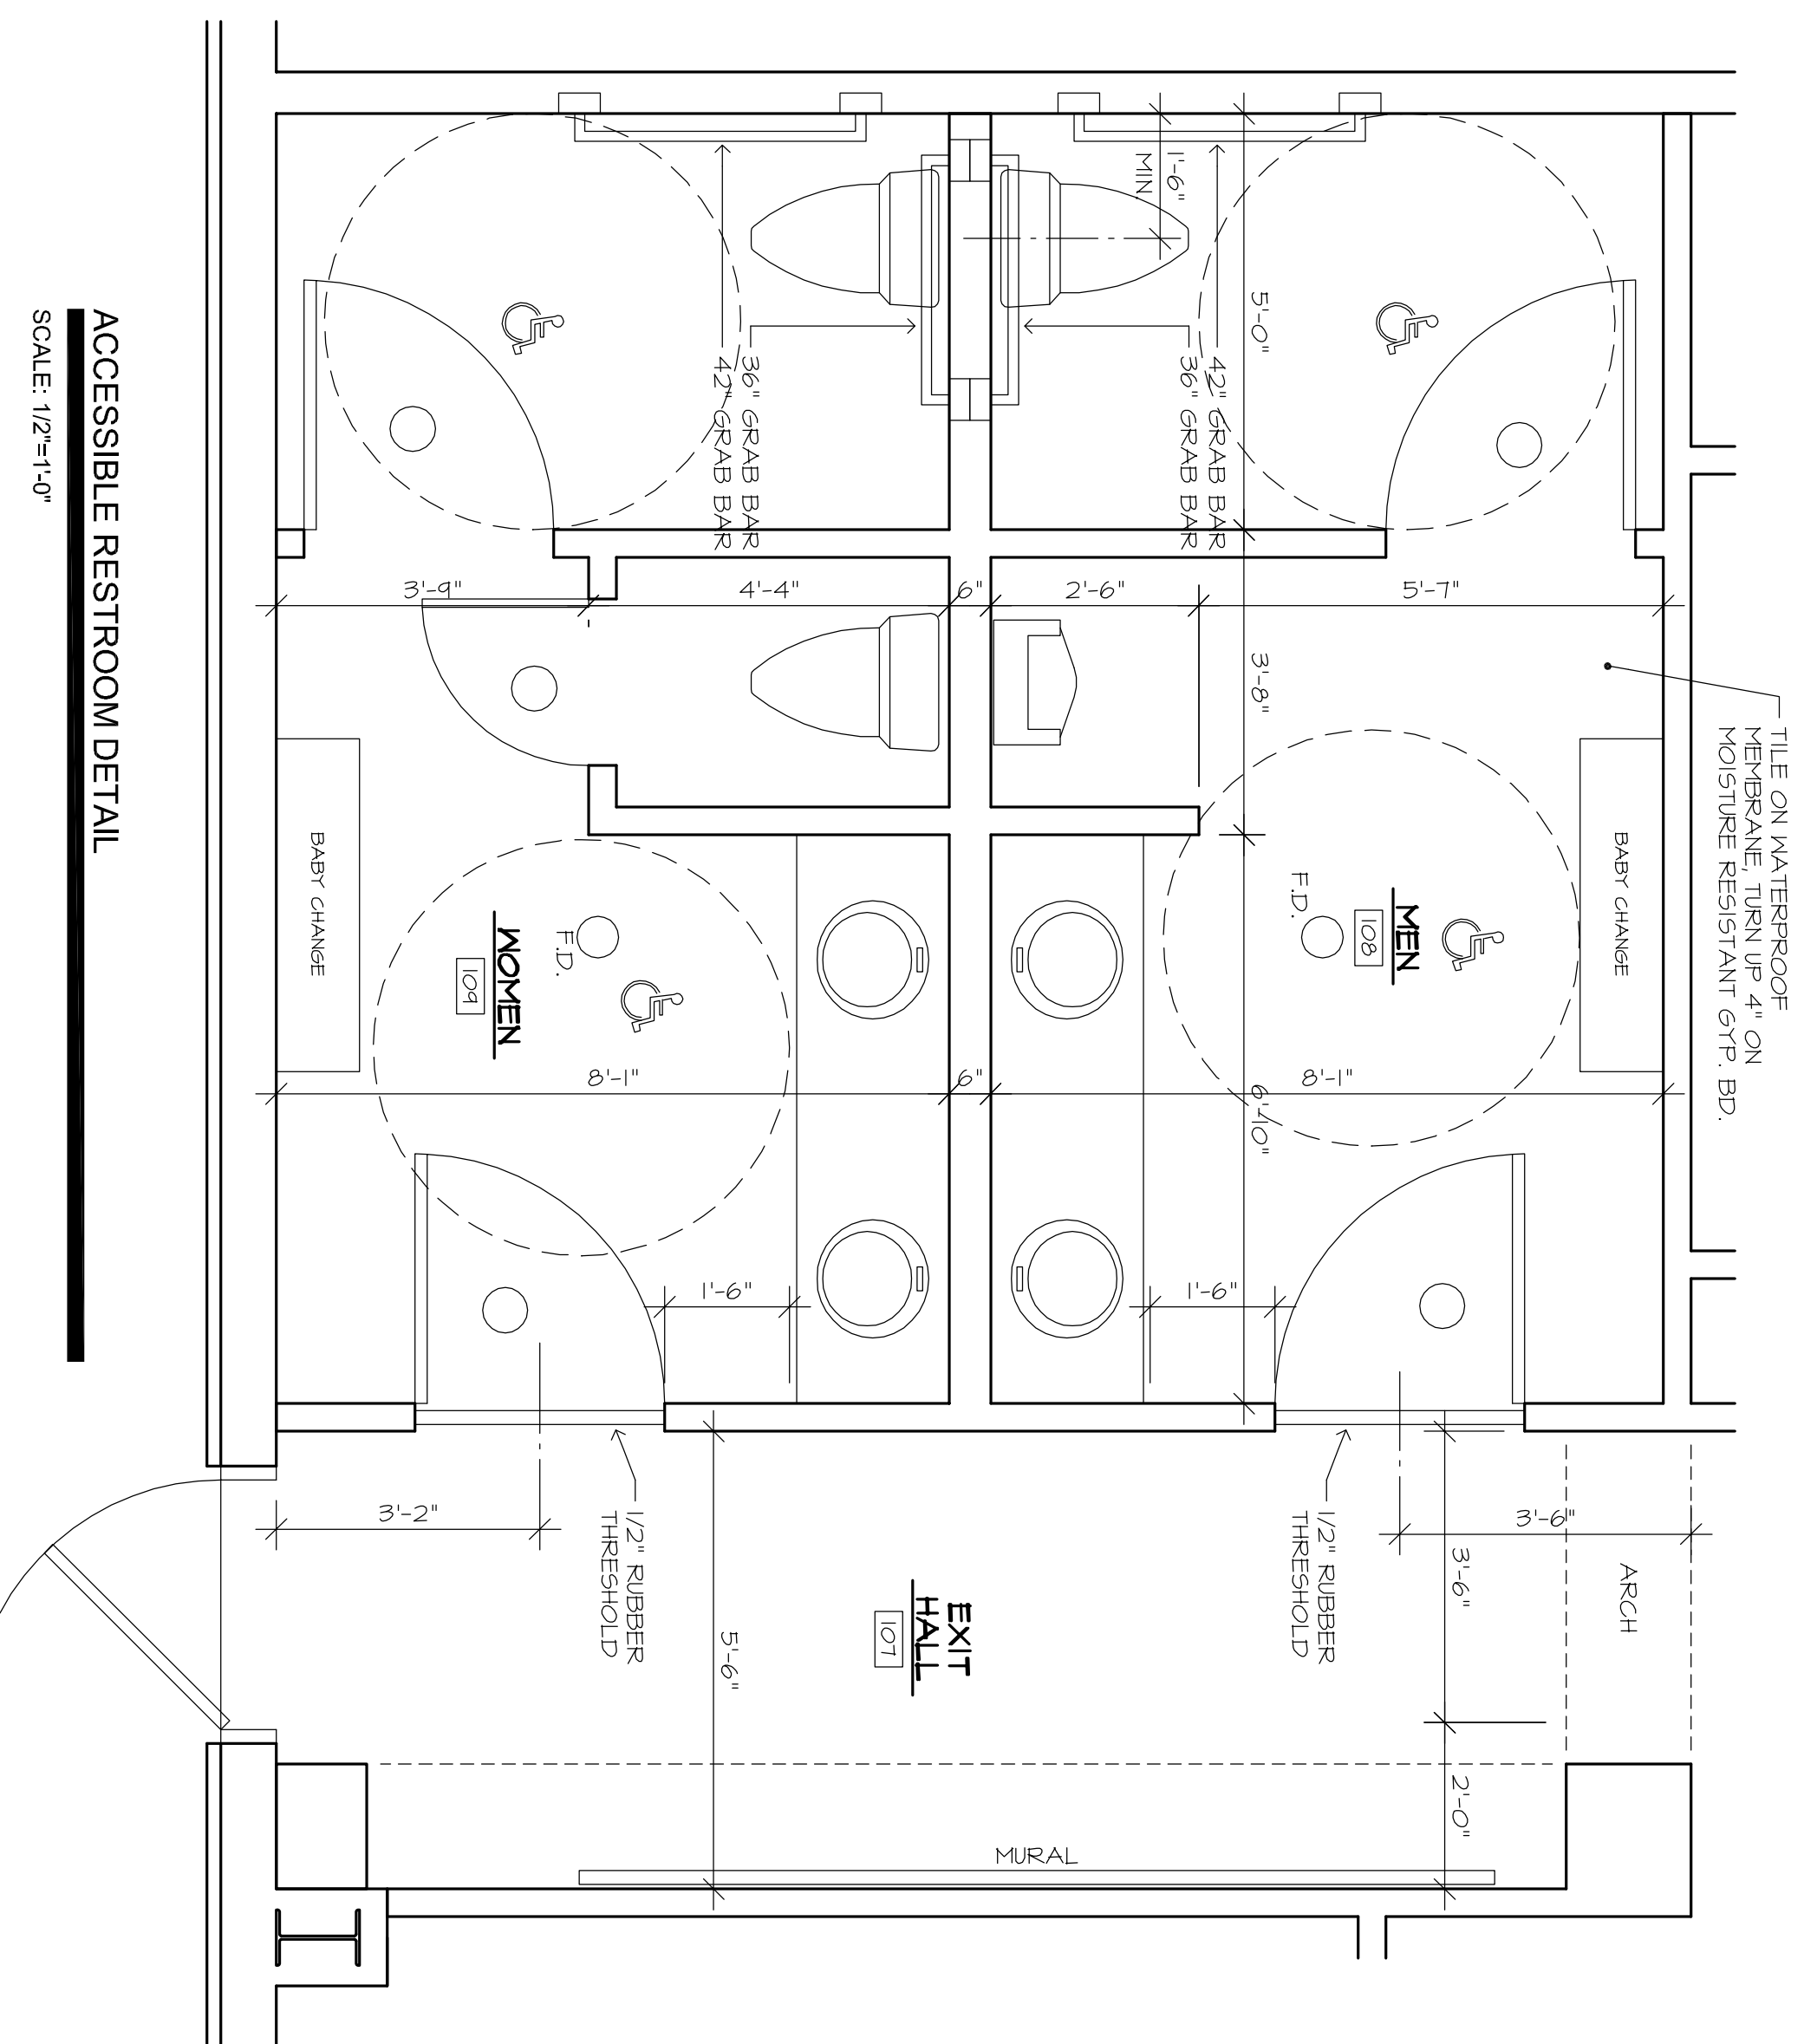 TILE ON WATERPROOF
MEMBRANE, TURN UP 4" ON
MOISTURE RESISTANT GYP. BD.
BABY CHANGE
MEN
108
F.D.
1'-6"
MIN.
5'-0"
3'-8"
6'-10"
42" GRAB BAR
36" GRAB BAR
36" GRAB BAR
42" GRAB BAR
3'-9"
4'-4"
6"
2'-6"
5'-7"
8'-1"
6"
8'-1"
1'-6"
1'-6"
F.D.
WOMEN
109
BABY CHANGE
ARCH
3'-6"
3'-6"
2'-0"
1/2" RUBBER
THRESHOLD
EXIT
HALL
107
5'-6"
1/2" RUBBER
THRESHOLD
3'-2"
MURAL
ACCESSIBLE RESTROOM DETAIL
SCALE: 1/2"=1'-0"